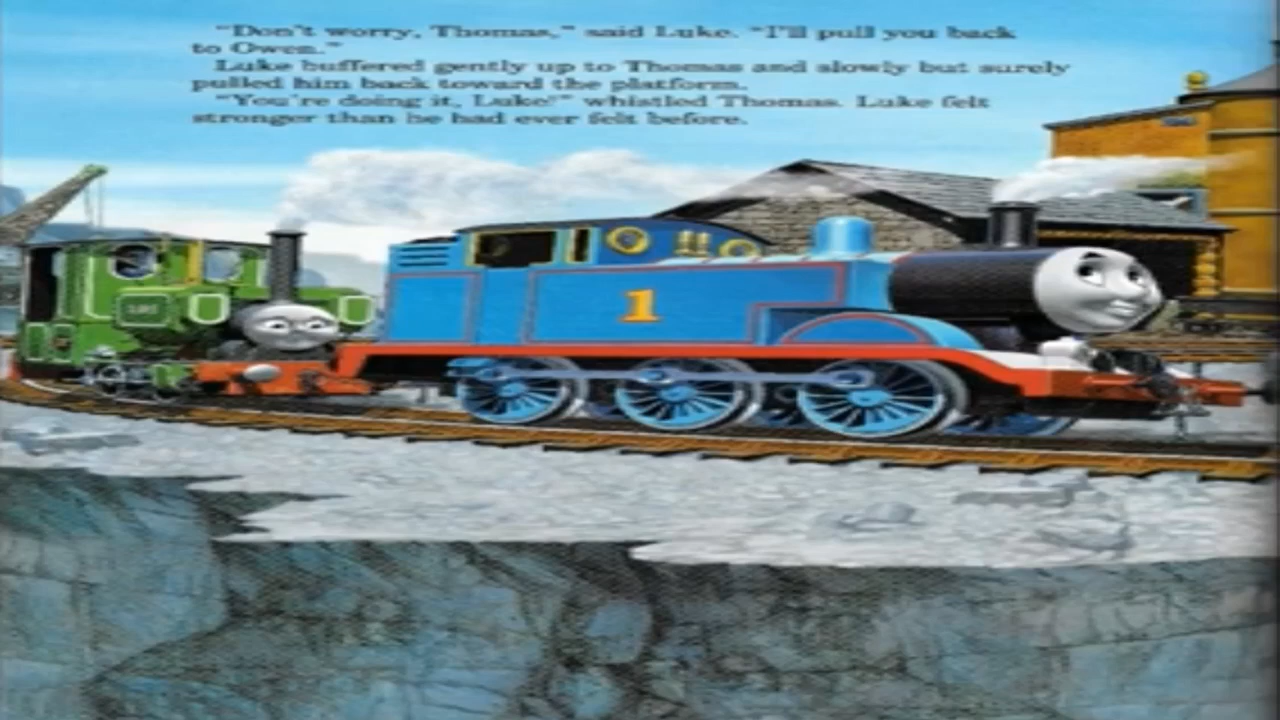 "Don't worry, Thomas," said Luke. "I'll pull you back
to Owen."
Luke buffered gently up to Thomas and slowly but surely
pulled him back toward the platform.
"You're doing it, Luke!" whistled Thomas. Luke felt
stronger than he had ever felt before.
1